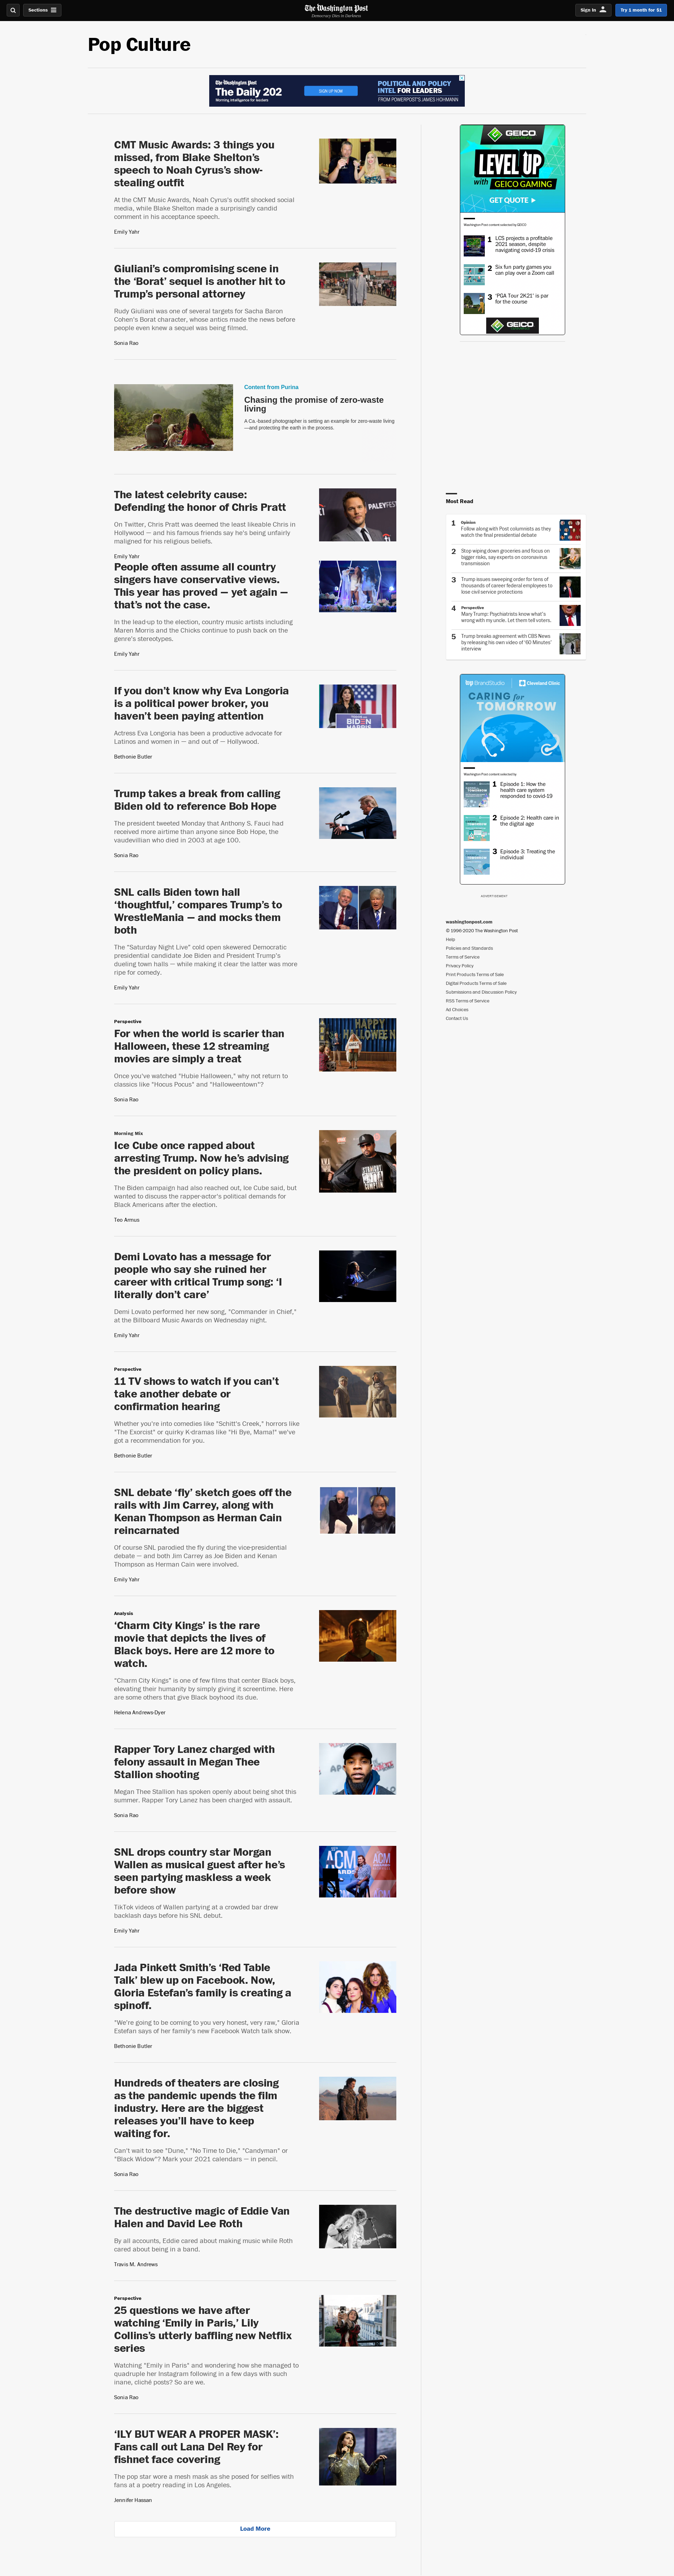 Sections
The Washington Post
Democracy Dies in Darkness
Sign In
Try 1 month for $1
Pop Culture
The Washington Post
The Daily 202
Morning intelligence for leaders.
SIGN UP NOW
POLITICAL AND POLICY
INTEL FOR LEADERS
FROM POWERPOST'S JAMES HOHMANN
CMT Music Awards: 3 things you
missed, from Blake Shelton’s
speech to Noah Cyrus’s show-
stealing outfit
At the CMT Music Awards, Noah Cyrus's outfit shocked social
media, while Blake Shelton made a surprisingly candid
comment in his acceptance speech.
Emily Yahr
Giuliani’s compromising scene in
the ‘Borat’ sequel is another hit to
Trump’s personal attorney
Rudy Giuliani was one of several targets for Sacha Baron
Cohen's Borat character, whose antics made the news before
people even knew a sequel was being filmed.
Sonia Rao
Content from Purina
Chasing the promise of zero-waste
living
A Ca.-based photographer is setting an example for zero-waste living
—and protecting the earth in the process.
The latest celebrity cause:
Defending the honor of Chris Pratt
On Twitter, Chris Pratt was deemed the least likeable Chris in
Hollywood — and his famous friends say he's being unfairly
maligned for his religious beliefs.
Emily Yahr
PALEYFEST
People often assume all country
singers have conservative views.
This year has proved — yet again —
that’s not the case.
In the lead-up to the election, country music artists including
Maren Morris and the Chicks continue to push back on the
genre's stereotypes.
Emily Yahr
If you don’t know why Eva Longoria
is a political power broker, you
haven’t been paying attention
Actress Eva Longoria has been a productive advocate for
Latinos and women in — and out of — Hollywood.
Bethonie Butler
BIDEN
HARRIS
Trump takes a break from calling
Biden old to reference Bob Hope
The president tweeted Monday that Anthony S. Fauci had
received more airtime than anyone since Bob Hope, the
vaudevillian who died in 2003 at age 100.
Sonia Rao
SNL calls Biden town hall
‘thoughtful,’ compares Trump’s to
WrestleMania — and mocks them
both
The "Saturday Night Live" cold open skewered Democratic
presidential candidate Joe Biden and President Trump's
dueling town halls — while making it clear the latter was more
ripe for comedy.
Emily Yahr
Perspective
For when the world is scarier than
Halloween, these 12 streaming
movies are simply a treat
Once you've watched "Hubie Halloween," why not return to
classics like "Hocus Pocus" and "Halloweentown"?
Sonia Rao
HAPPY
HALLOWEEN
Morning Mix
Ice Cube once rapped about
arresting Trump. Now he’s advising
the president on policy plans.
The Biden campaign had also reached out, Ice Cube said, but
wanted to discuss the rapper-actor's political demands for
Black Americans after the election.
Teo Armus
Demi Lovato has a message for
people who say she ruined her
career with critical Trump song: ‘I
literally don’t care’
Demi Lovato performed her new song, "Commander in Chief,"
at the Billboard Music Awards on Wednesday night.
Emily Yahr
Perspective
11 TV shows to watch if you can’t
take another debate or
confirmation hearing
Whether you're into comedies like "Schitt's Creek," horrors like
"The Exorcist" or quirky K-dramas like "Hi Bye, Mama!" we've
got a recommendation for you.
Bethonie Butler
SNL debate ‘fly’ sketch goes off the
rails with Jim Carrey, along with
Kenan Thompson as Herman Cain
reincarnated
Of course SNL parodied the fly during the vice-presidential
debate — and both Jim Carrey as Joe Biden and Kenan
Thompson as Herman Cain were involved.
Emily Yahr
Analysis
‘Charm City Kings’ is the rare
movie that depicts the lives of
Black boys. Here are 12 more to
watch.
"Charm City Kings" is one of few films that center Black boys,
elevating their humanity by simply giving it screentime. Here
are some others that give Black boyhood its due.
Helena Andrews-Dyer
Rapper Tory Lanez charged with
felony assault in Megan Thee
Stallion shooting
Megan Thee Stallion has spoken openly about being shot this
summer. Rapper Tory Lanez has been charged with assault.
Sonia Rao
SNL drops country star Morgan
Wallen as musical guest after he’s
seen partying maskless a week
before show
TikTok videos of Wallen partying at a crowded bar drew
backlash days before his SNL debut.
Emily Yahr
ACM
Jada Pinkett Smith’s ‘Red Table
Talk’ blew up on Facebook. Now,
Gloria Estefan’s family is creating a
spinoff.
"We're going to be coming to you very honest, very raw," Gloria
Estefan says of her family's new Facebook Watch talk show.
Bethonie Butler
Hundreds of theaters are closing
as the pandemic upends the film
industry. Here are the biggest
releases you’ll have to keep
waiting for.
Can't wait to see "Dune," "No Time to Die," "Candyman" or
"Black Widow"? Mark your 2021 calendars — in pencil.
Sonia Rao
The destructive magic of Eddie Van
Halen and David Lee Roth
By all accounts, Eddie cared about making music while Roth
cared about being in a band.
Travis M. Andrews
Perspective
25 questions we have after
watching ‘Emily in Paris,’ Lily
Collins’s utterly baffling new Netflix
series
Watching "Emily in Paris" and wondering how she managed to
quadruple her Instagram following in a few days with such
inane, cliché posts? So are we.
Sonia Rao
‘ILY BUT WEAR A PROPER MASK’:
Fans call out Lana Del Rey for
fishnet face covering
The pop star wore a mesh mask as she posed for selfies with
fans at a poetry reading in Los Angeles.
Jennifer Hassan
Load More
GEICO
LEVEL UP
with GEICO GAMING
GET QUOTE
Washington Post content selected by GEICO
1 LCS projects a profitable
2021 season, despite
navigating covid-19 crisis
2 Six fun party games you
can play over a Zoom call
3 'PGA Tour 2K21' is par
for the course
GEICO
Most Read
1 Opinion
Follow along with Post columnists as they
watch the final presidential debate
2 Stop wiping down groceries and focus on
bigger risks, say experts on coronavirus
transmission
3 Trump issues sweeping order for tens of
thousands of career federal employees to
lose civil service protections
4 Perspective
Mary Trump: Psychiatrists know what's
wrong with my uncle. Let them tell voters.
5 Trump breaks agreement with CBS News
by releasing his own video of '60 Minutes'
interview
wp BrandStudio
Cleveland Clinic
CARING for
TOMORROW
Washington Post content selected by
1 Episode 1: How the
health care system
responded to covid-19
2 Episode 2: Health care in
the digital age
3 Episode 3: Treating the
individual
ADVERTISEMENT
washingtonpost.com
© 1996-2020 The Washington Post
Help
Policies and Standards
Terms of Service
Privacy Policy
Print Products Terms of Sale
Digital Products Terms of Sale
Submissions and Discussion Policy
RSS Terms of Service
Ad Choices
Contact Us